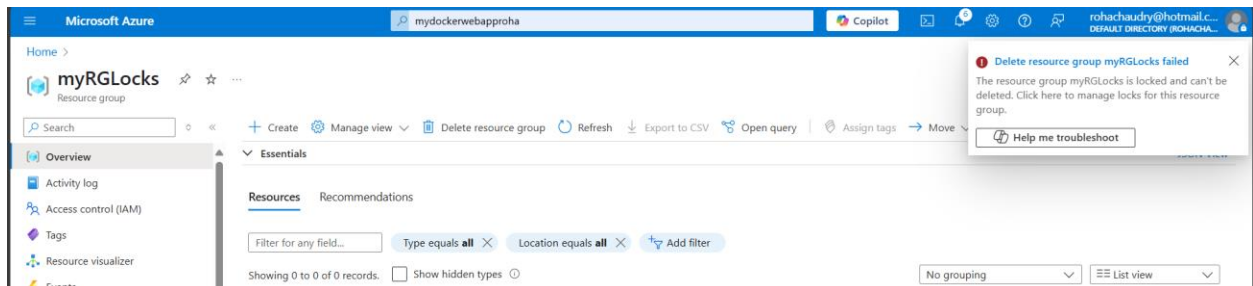 Microsoft Azure
mydockerwebapproha
Copilot
6
rohachaudry@hotmail.c...
DEFAULT DIRECTORY (ROHACHA...
Home >
myRGLocks
Resource group
Delete resource group myRGLocks failed
The resource group myRGLocks is locked and can't be
deleted. Click here to manage locks for this resource
group.
Help me troubleshoot
Search
Create Manage view Delete resource group Refresh Export to CSV Open query Assign tags Move
Overview
Essentials
Activity log
Access control (IAM)
Tags
Resource visualizer
Resources Recommendations
Filter for any field...
Type equals all
Location equals all
Add filter
Showing 0 to 0 of 0 records.
Show hidden types
No grouping
List view